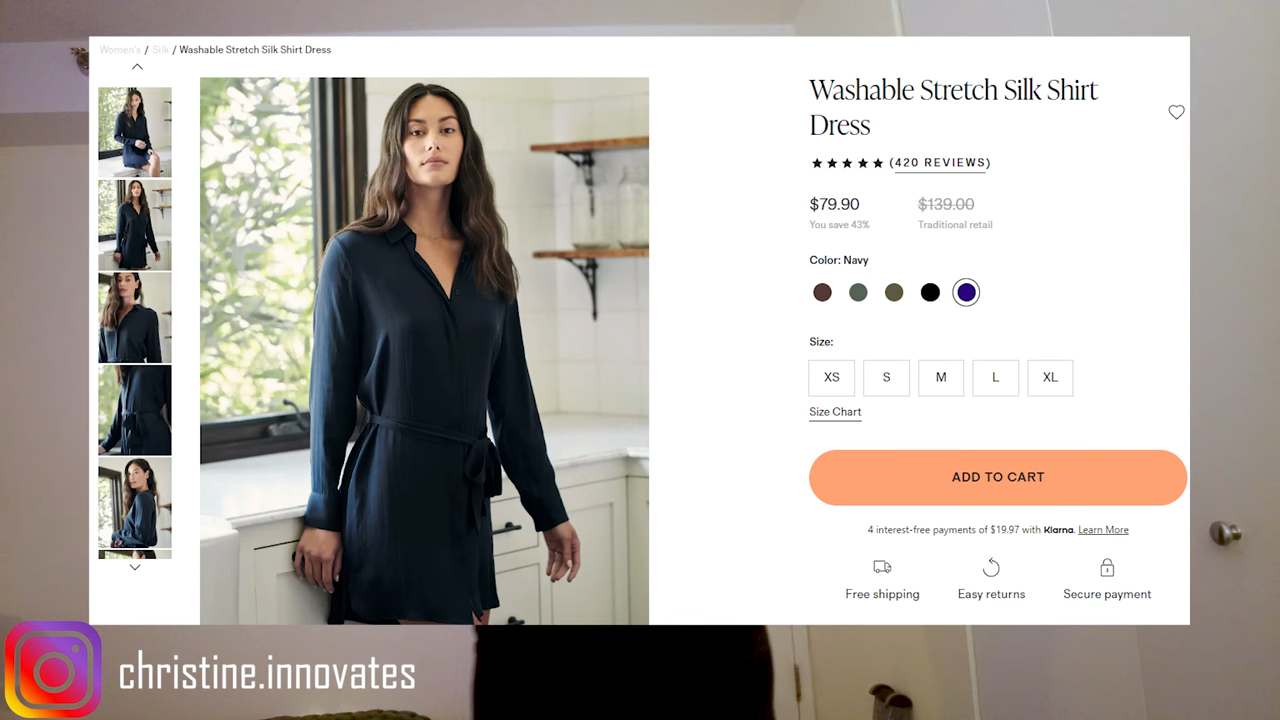 Women's / Silk / Washable Stretch Silk Shirt Dress
Washable Stretch Silk Shirt
Dress
(420 REVIEWS)
$79.90 $139.00
You save 43% Traditional retail
Color: Navy
Size:
XS S M L XL
Size Chart
ADD TO CART
4 interest-free payments of $19.97 with Klarna. Learn More
Free shipping Easy returns Secure payment
christine.innovates